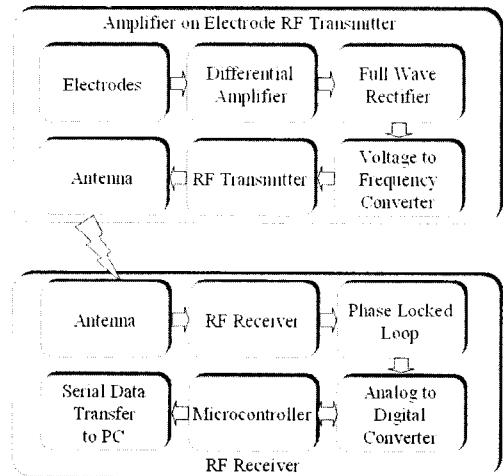 Amplifier on Electrode RF Transmitter
Electrodes
Differential
Amplifier
Full Wave
Rectifier
Antenna
RF Transmitter
Voltage to
Frequency
Converter
Antenna
RF Receiver
Phase Locked
Loop
Serial Data
Transfer
to PC
Microcontroller
Analog to
Digital
Converter
RF Receiver